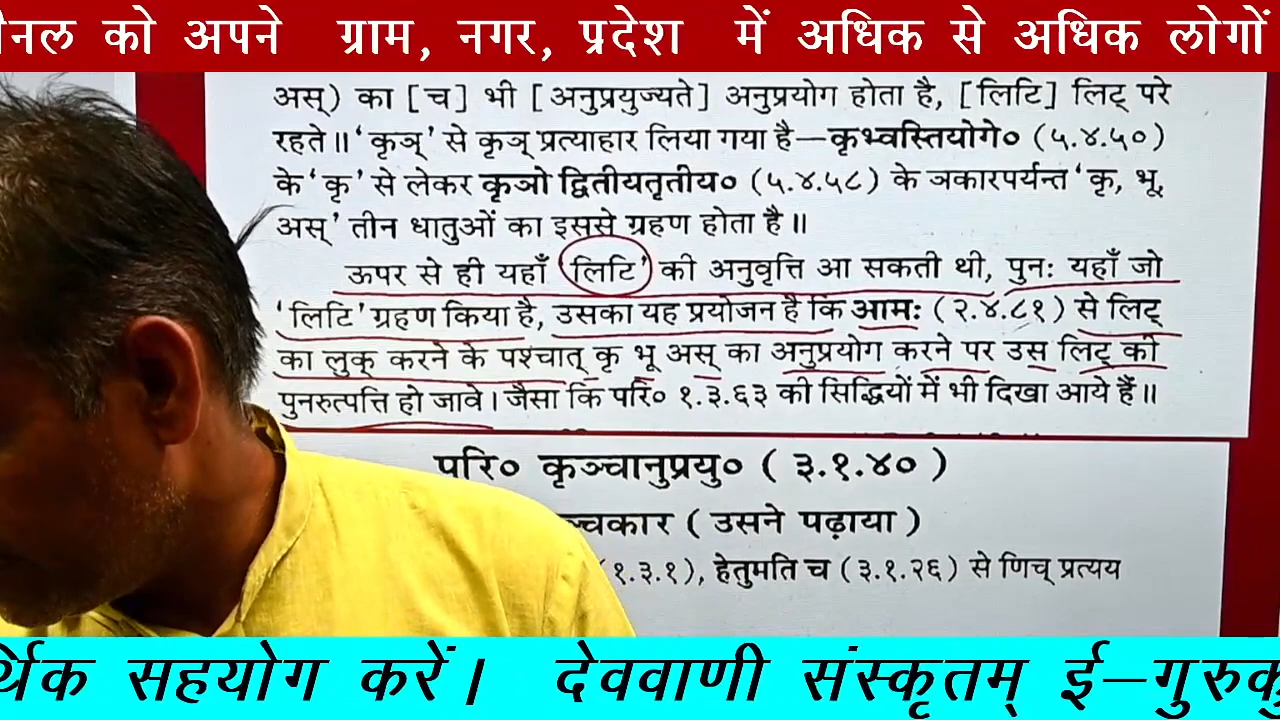 को अपने ग्राम, नगर, प्रदेश में अधिक से अधिक लोगों
अस्) का [च] भी [अनुप्रयुज्यते] अनुप्रयोग होता है, [लिटि] लिट् परे
रहते॥ ‘कृञ्’ से कृञ् प्रत्याहार लिया गया है—कृभ्वस्तियोगे० (५.४.५०)
के ‘कृ’ से लेकर कृञो द्वितीयतृतीय० (५.४.५८) के ञकारपर्यन्त ‘कृ, भू,
अस्’ तीन धातुओं का इससे ग्रहण होता है॥
ऊपर से ही यहाँ ‘लिटि’ की अनुवृत्ति आ सकती थी, पुनः यहाँ जो
‘लिटि’ ग्रहण किया है, उसका यह प्रयोजन है कि आमः (२.४.८१) से लिट्
का लुक् करने के पश्चात् कृ भू अस् का अनुप्रयोग करने पर उस लिट् की
पुनरुत्पत्ति हो जावे। जैसा कि परि० १.३.६३ की सिद्धियों में भी दिखा आये हैं॥
परि० कृञ्चानुप्रयु० (३.१.४०)
ञ्चकार (उसने पढ़ाया)
(१.३.१), हेतुमति च (३.१.२६) से णिच् प्रत्यय
र्थिक सहयोग करें। देववाणी संस्कृतम् ई–गुरुकु